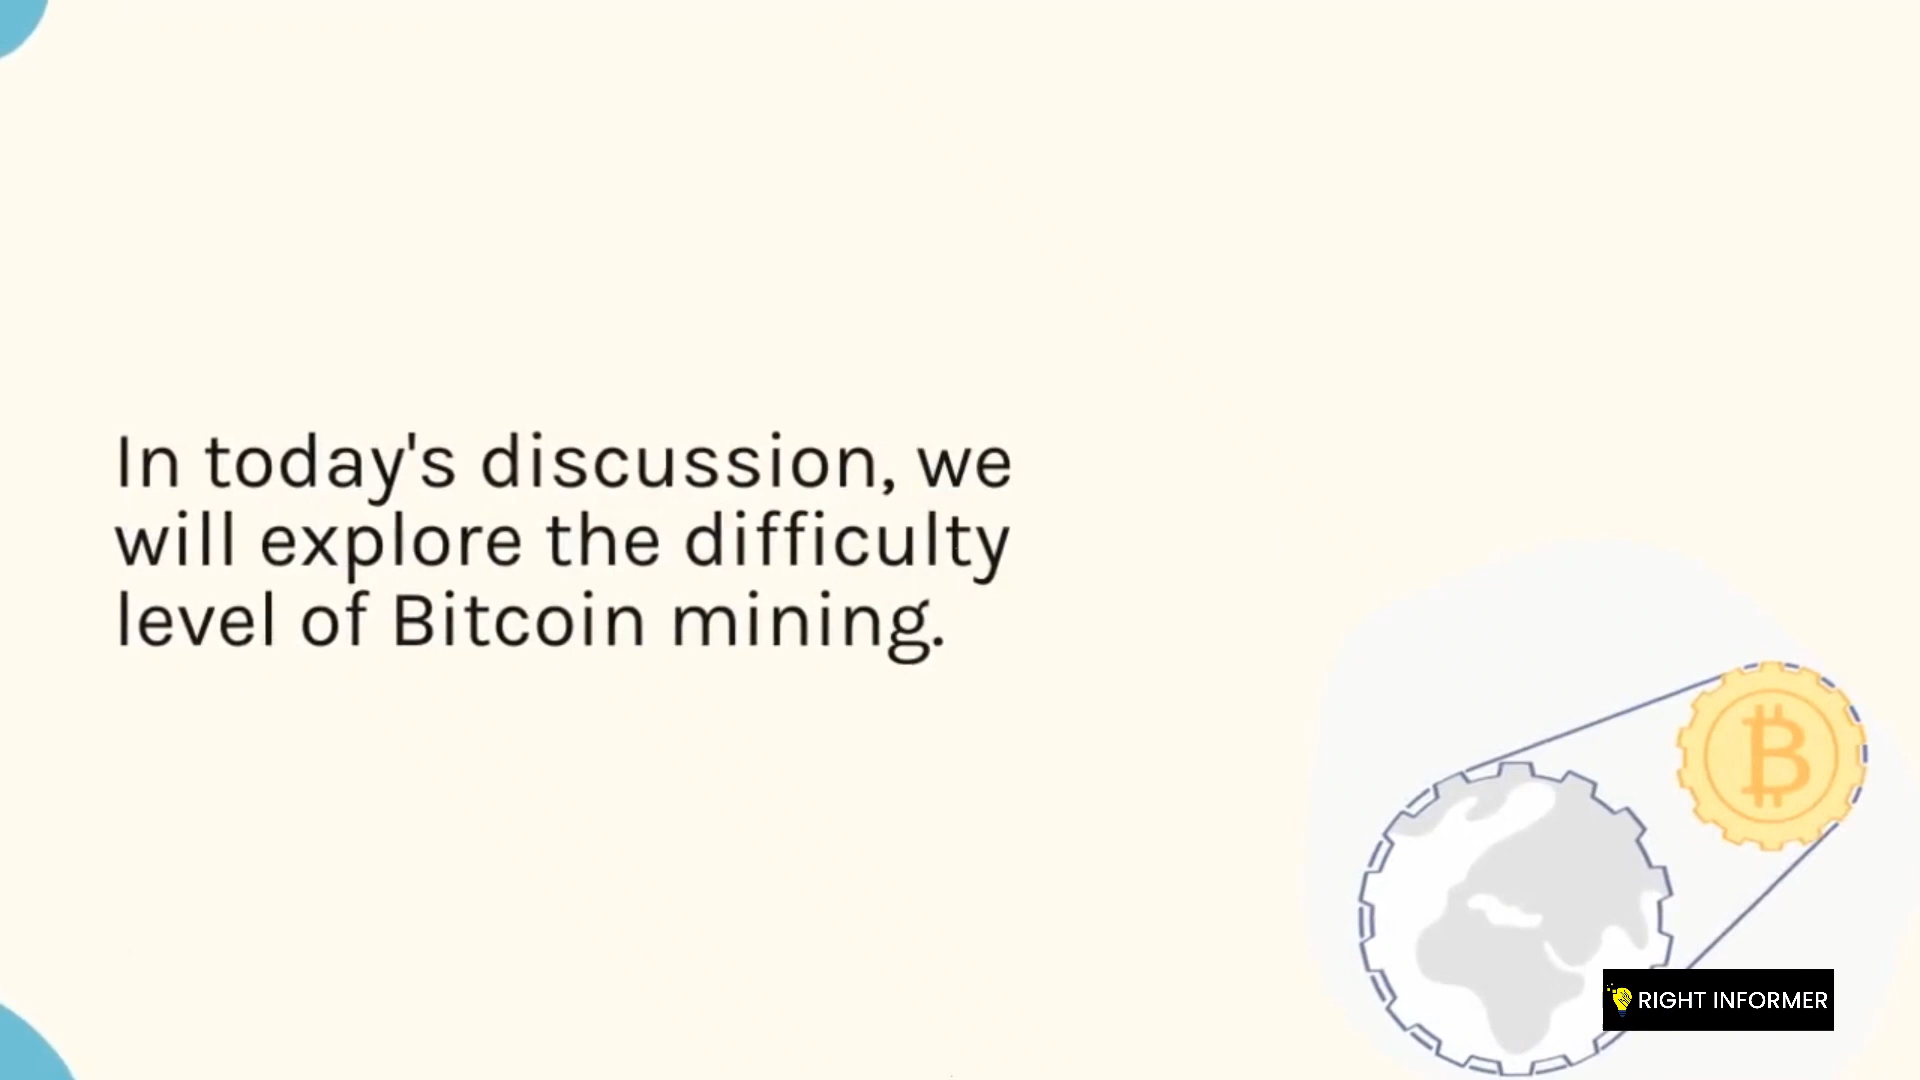 In today's discussion, we
will explore the difficulty
level of Bitcoin mining.
RIGHT INFORMER